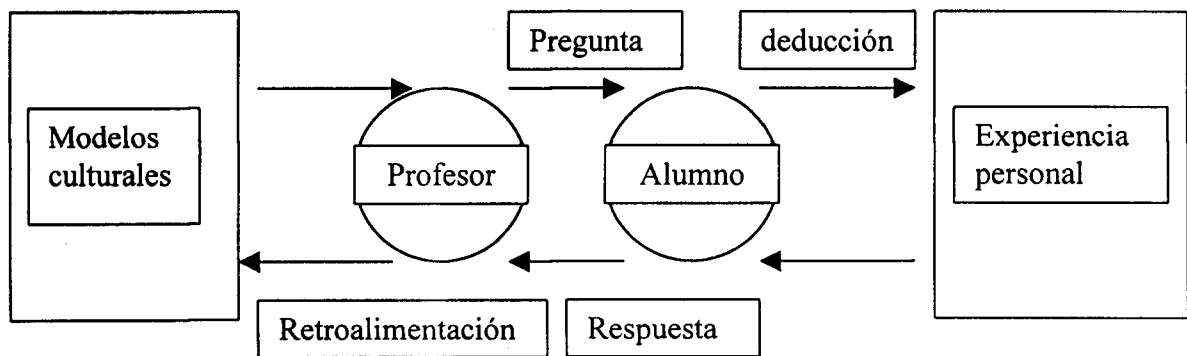 Pregunta
deducción
Modelos
culturales
Profesor
Alumno
Experiencia
personal
Retroalimentación
Respuesta